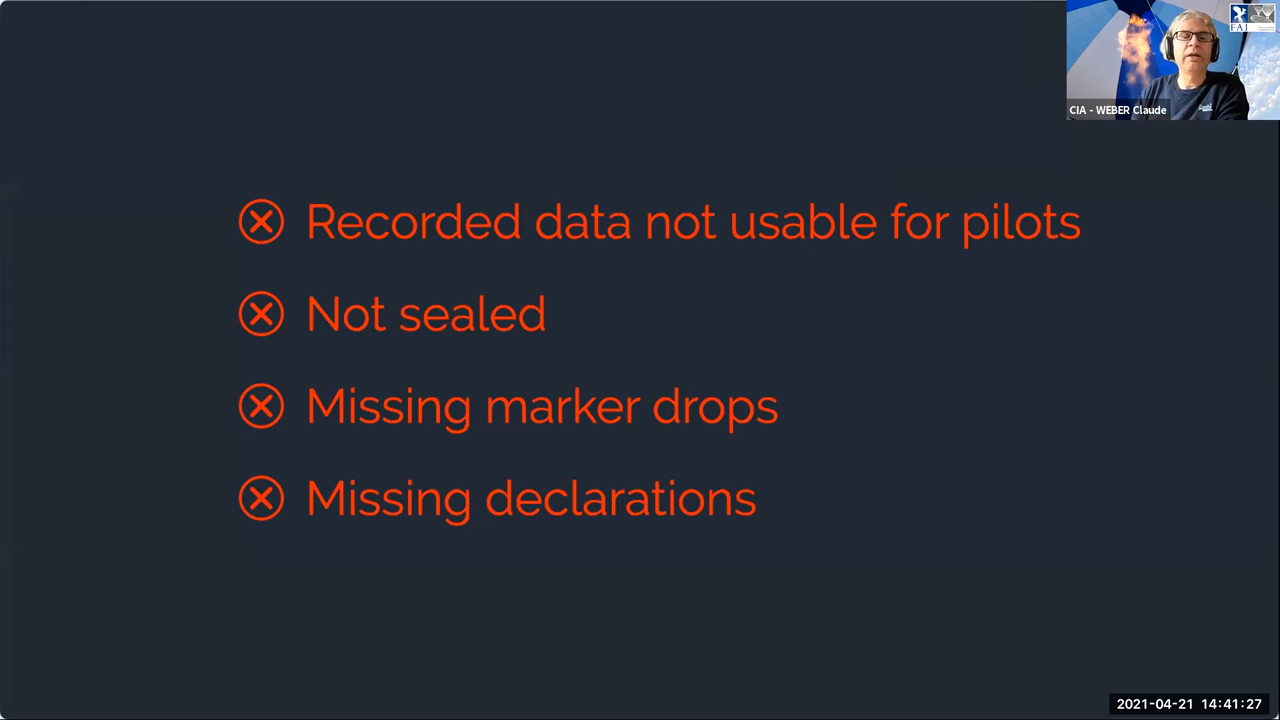 FAI
CIA - WEBER Claude
Recorded data not usable for pilots
Not sealed
Missing marker drops
Missing declarations
2021-04-21 14:41:27